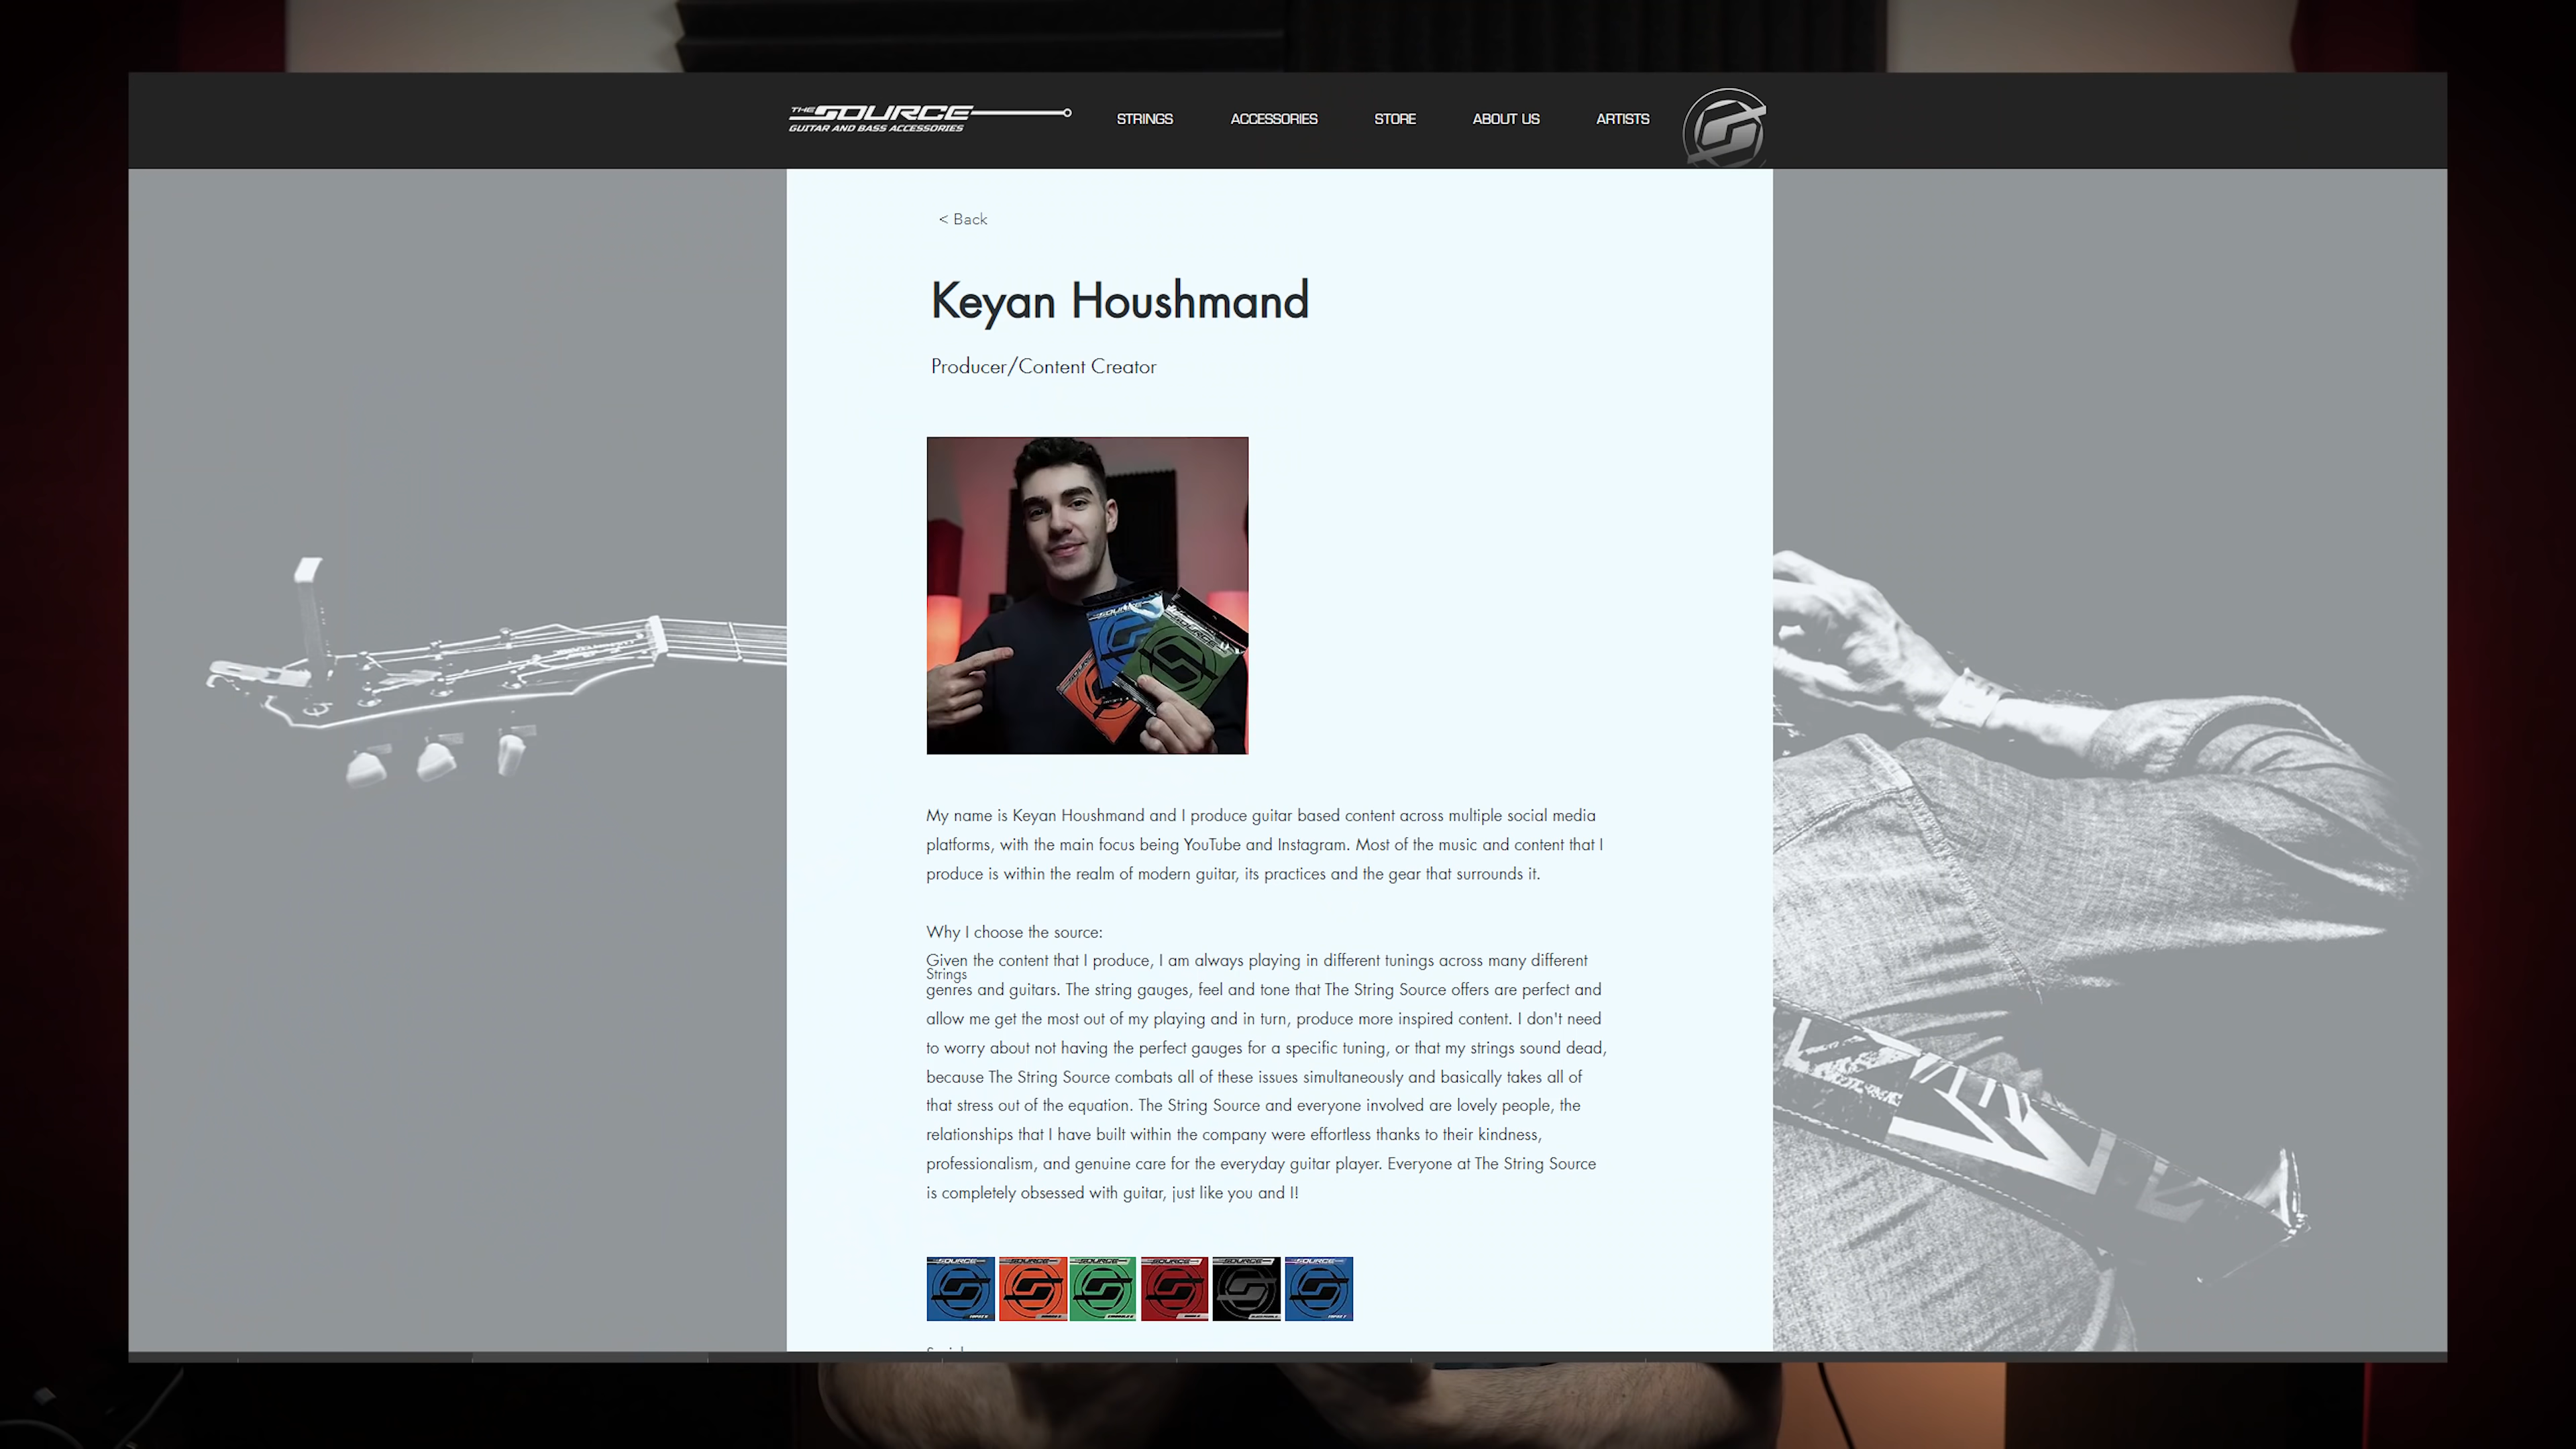 THE SOURCE
GUITAR AND BASS ACCESSORIES
STRINGS
ACCESSORIES
STORE
ABOUT US
ARTISTS
< Back
Keyan Houshmand
Producer/Content Creator
SOURCE
SOURCE
My name is Keyan Houshmand and I produce guitar based content across multiple social media
platforms, with the main focus being YouTube and Instagram. Most of the music and content that I
produce is within the realm of modern guitar, its practices and the gear that surrounds it.
Why I choose the source:
Given the content that I produce, I am always playing in different tunings across many different
Strings
genres and guitars. The string gauges, feel and tone that The String Source offers are perfect and
allow me get the most out of my playing and in turn, produce more inspired content. I don't need
to worry about not having the perfect gauges for a specific tuning, or that my strings sound dead,
because The String Source combats all of these issues simultaneously and basically takes all of
that stress out of the equation. The String Source and everyone involved are lovely people, the
relationships that I have built within the company were effortless thanks to their kindness,
professionalism, and genuine care for the everyday guitar player. Everyone at The String Source
is completely obsessed with guitar, just like you and I!
SOURCE
SOURCE
SOURCE
SOURCE
SOURCE
SOURCE